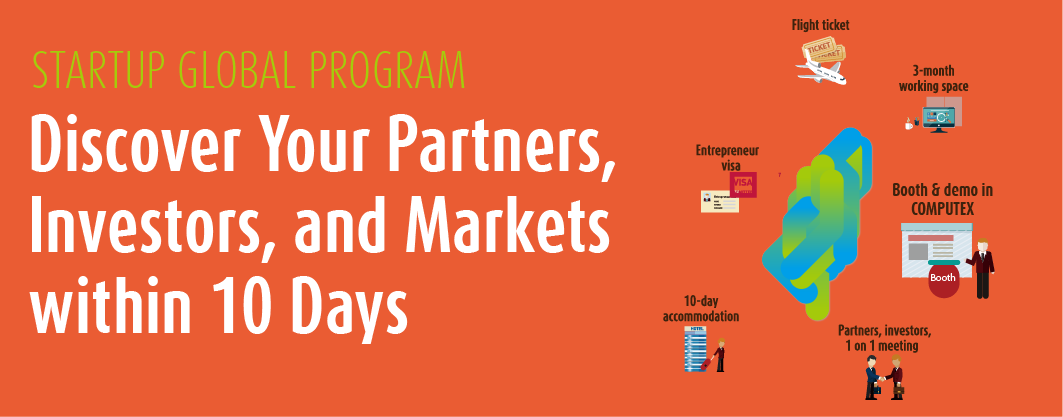 STARTUP GLOBAL PROGRAM
Discover Your Partners,
Investors, and Markets
within 10 Days
Flight ticket
TICKET
TICKET
3-month
working space
Entrepreneur
visa
VISA
Booth & demo in
COMPUTEX
Booth
10-day
accommodation
HOTEL
Partners, investors,
1 on 1 meeting